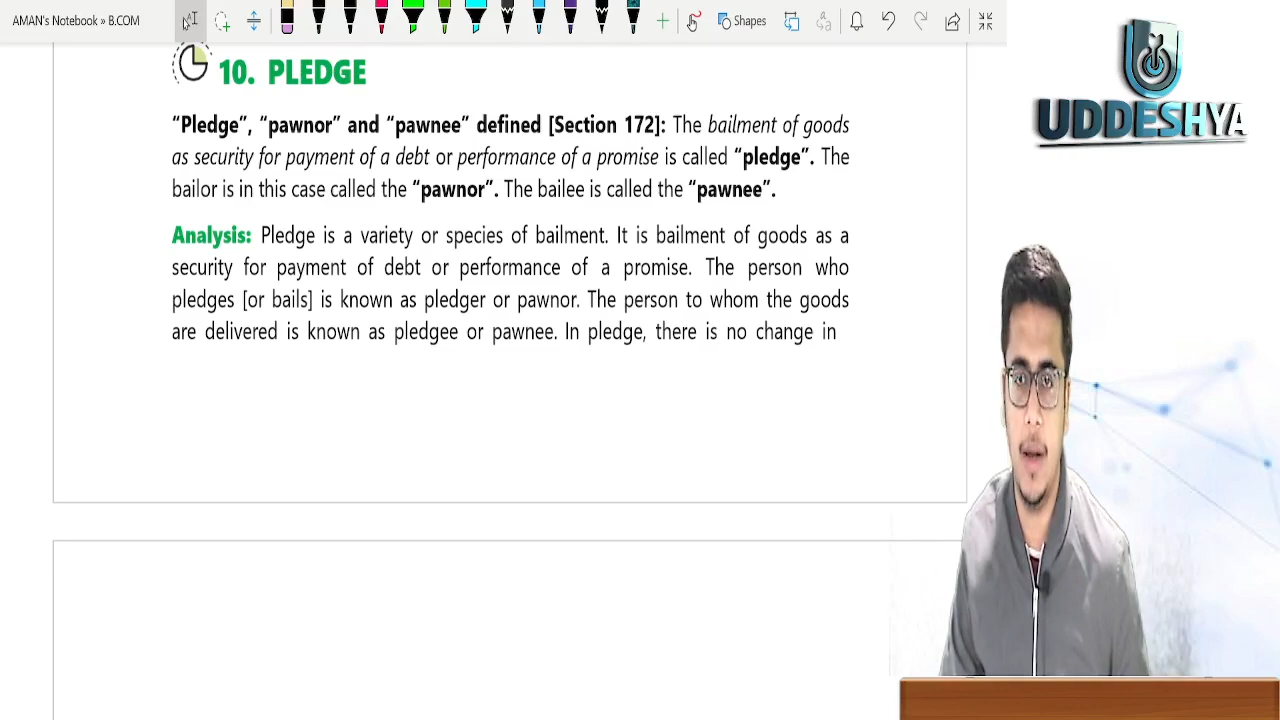 AMAN's Notebook » B.COM
Shapes
10. PLEDGE
“Pledge”, “pawnor” and “pawnee” defined [Section 172]: The bailment of goods
as security for payment of a debt or performance of a promise is called “pledge”. The
bailor is in this case called the “pawnor”. The bailee is called the “pawnee”.
Analysis: Pledge is a variety or species of bailment. It is bailment of goods as a
security for payment of debt or performance of a promise. The person who
pledges [or bails] is known as pledger or pawnor. The person to whom the goods
are delivered is known as pledgee or pawnee. In pledge, there is no change in
UDDESHYA